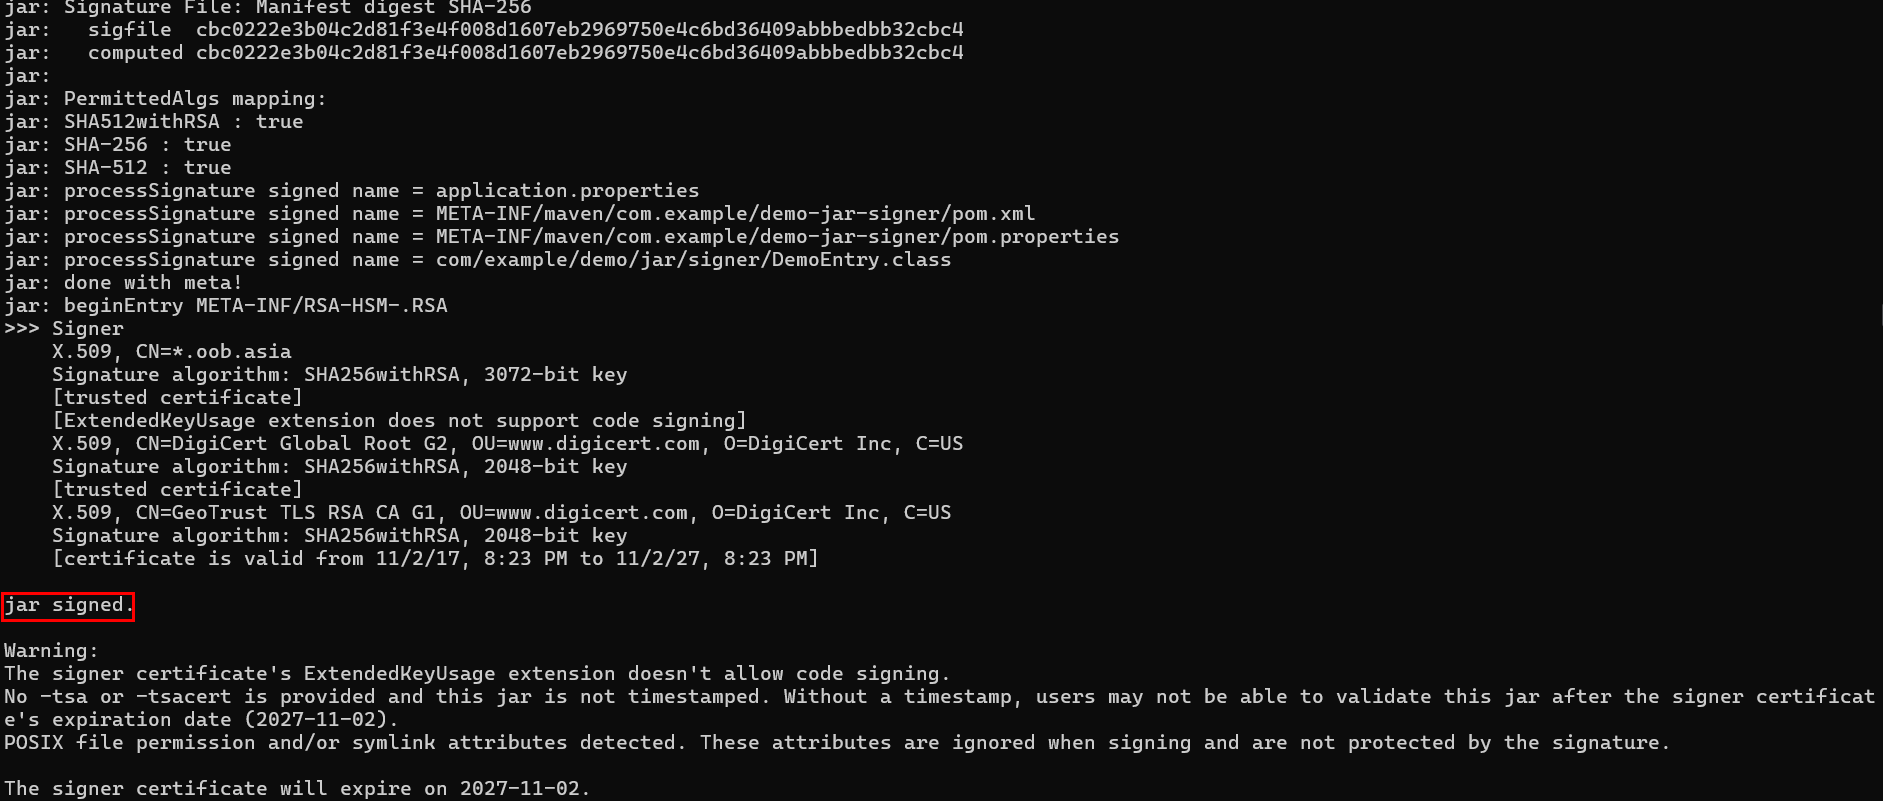 jar: Signature File: Manifest digest SHA-256
jar:   sigfile  cbc0222e3b04c2d81f3e4f008d1607eb2969750e4c6bd36409abbbedbb32cbc4
jar:   computed cbc0222e3b04c2d81f3e4f008d1607eb2969750e4c6bd36409abbbedbb32cbc4
jar:
jar: PermittedAlgs mapping:
jar: SHA512withRSA : true
jar: SHA-256 : true
jar: SHA-512 : true
jar: processSignature signed name = application.properties
jar: processSignature signed name = META-INF/maven/com.example/demo-jar-signer/pom.xml
jar: processSignature signed name = META-INF/maven/com.example/demo-jar-signer/pom.properties
jar: processSignature signed name = com/example/demo/jar/signer/DemoEntry.class
jar: done with meta!
jar: beginEntry META-INF/RSA-HSM-.RSA
>>> Signer
    X.509, CN=*.oob.asia
    Signature algorithm: SHA256withRSA, 3072-bit key
    [trusted certificate]
    [ExtendedKeyUsage extension does not support code signing]
    X.509, CN=DigiCert Global Root G2, OU=www.digicert.com, O=DigiCert Inc, C=US
    Signature algorithm: SHA256withRSA, 2048-bit key
    [trusted certificate]
    X.509, CN=GeoTrust TLS RSA CA G1, OU=www.digicert.com, O=DigiCert Inc, C=US
    Signature algorithm: SHA256withRSA, 2048-bit key
    [certificate is valid from 11/2/17, 8:23 PM to 11/2/27, 8:23 PM]
jar signed.
Warning:
The signer certificate's ExtendedKeyUsage extension doesn't allow code signing.
No -tsa or -tsacert is provided and this jar is not timestamped. Without a timestamp, users may not be able to validate this jar after the signer certificat
e's expiration date (2027-11-02).
POSIX file permission and/or symlink attributes detected. These attributes are ignored when signing and are not protected by the signature.
The signer certificate will expire on 2027-11-02.